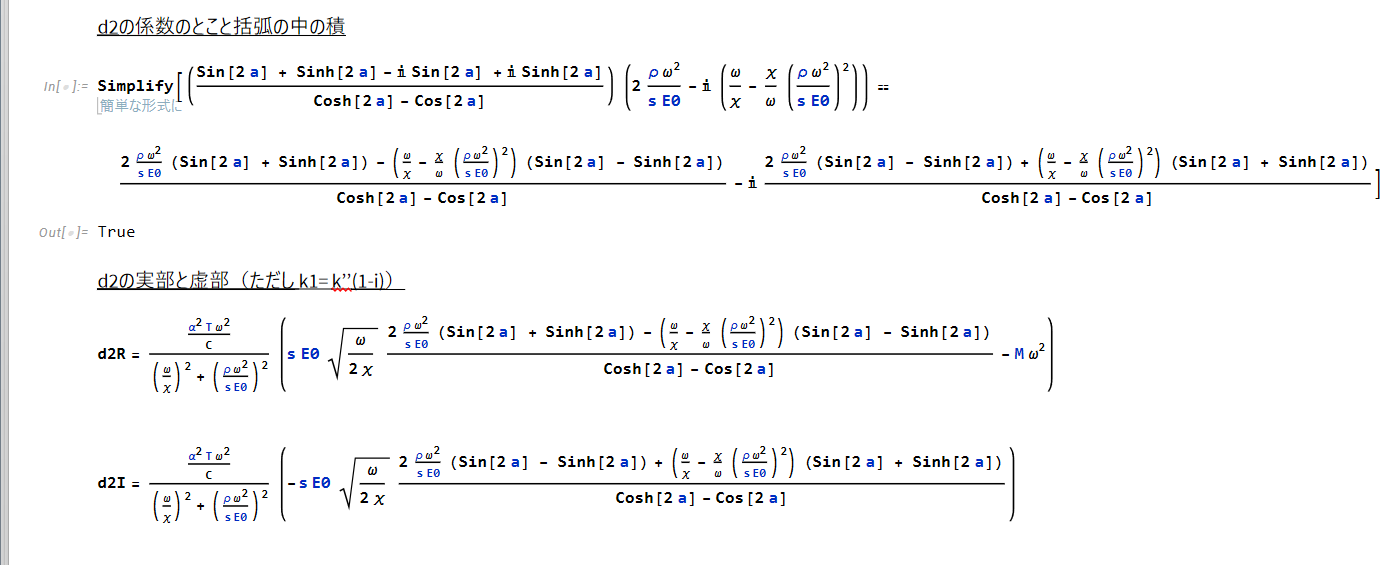 d2の係数のとこと括弧の中の積
In[•]:= Simplify[((Sin[2 a] + Sinh[2 a] - i Sin[2 a] + i Sinh[2 a])/(Cosh[2 a] - Cos[2 a])) (2 (ρ ω^2)/(s E0) - i (ω/χ - χ/ω ((ρ ω^2)/(s E0))^2)) ==
簡単な形式に
(2 (ρ ω^2)/(s E0) (Sin[2 a] + Sinh[2 a]) - (ω/χ - χ/ω ((ρ ω^2)/(s E0))^2) (Sin[2 a] - Sinh[2 a]))/(Cosh[2 a] - Cos[2 a]) - i (2 (ρ ω^2)/(s E0) (Sin[2 a] - Sinh[2 a]) + (ω/χ - χ/ω ((ρ ω^2)/(s E0))^2) (Sin[2 a] + Sinh[2 a]))/(Cosh[2 a] - Cos[2 a])]
Out[•]= True
d2の実部と虚部（ただし k1= k’’(1-i)）
d2R = ((α^2 T ω^2)/C)/((ω/χ)^2 + ((ρ ω^2)/(s E0))^2) (s E0 √(ω/(2 χ)) (2 (ρ ω^2)/(s E0) (Sin[2 a] + Sinh[2 a]) - (ω/χ - χ/ω ((ρ ω^2)/(s E0))^2) (Sin[2 a] - Sinh[2 a]))/(Cosh[2 a] - Cos[2 a]) - M ω^2)
d2I = ((α^2 T ω^2)/C)/((ω/χ)^2 + ((ρ ω^2)/(s E0))^2) (-s E0 √(ω/(2 χ)) (2 (ρ ω^2)/(s E0) (Sin[2 a] - Sinh[2 a]) + (ω/χ - χ/ω ((ρ ω^2)/(s E0))^2) (Sin[2 a] + Sinh[2 a]))/(Cosh[2 a] - Cos[2 a]))